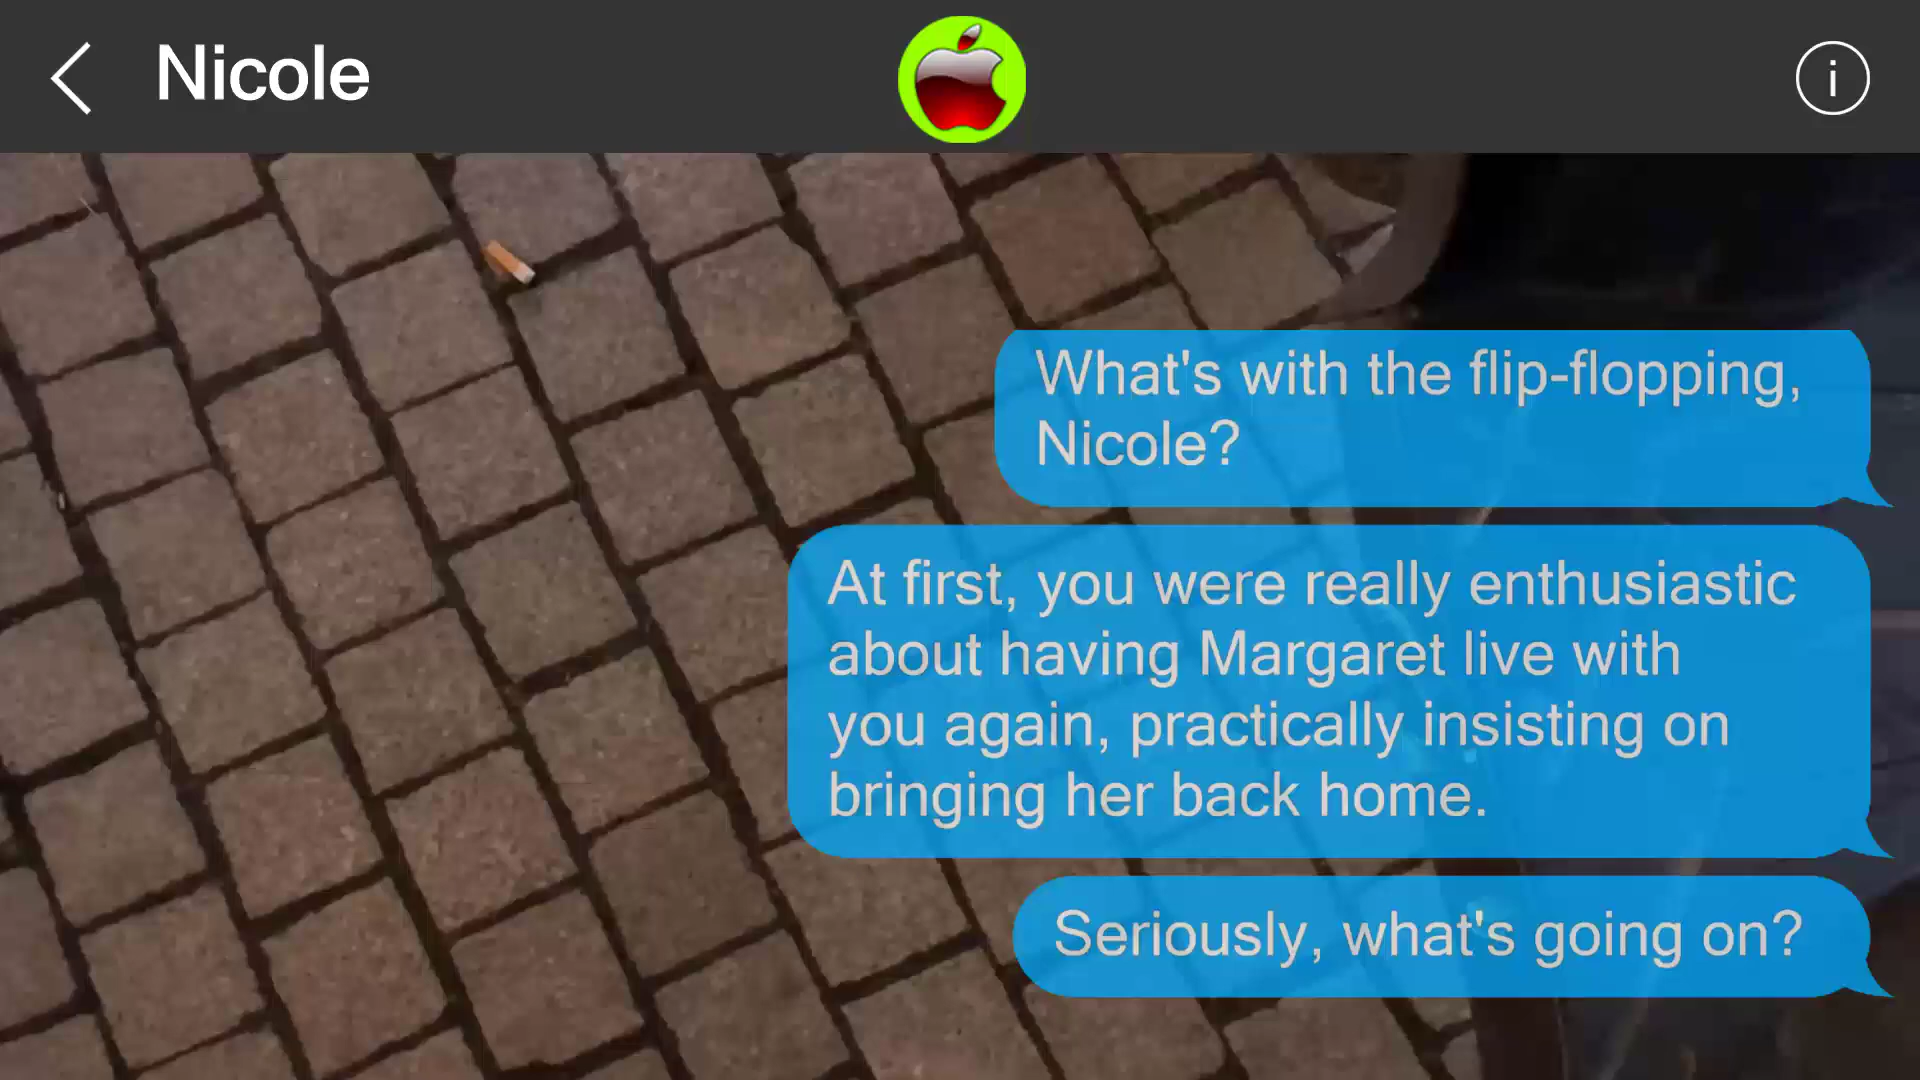 Nicole
What's with the flip-flopping,
Nicole?
At first, you were really enthusiastic
about having Margaret live with
you again, practically insisting on
bringing her back home.
Seriously, what's going on?